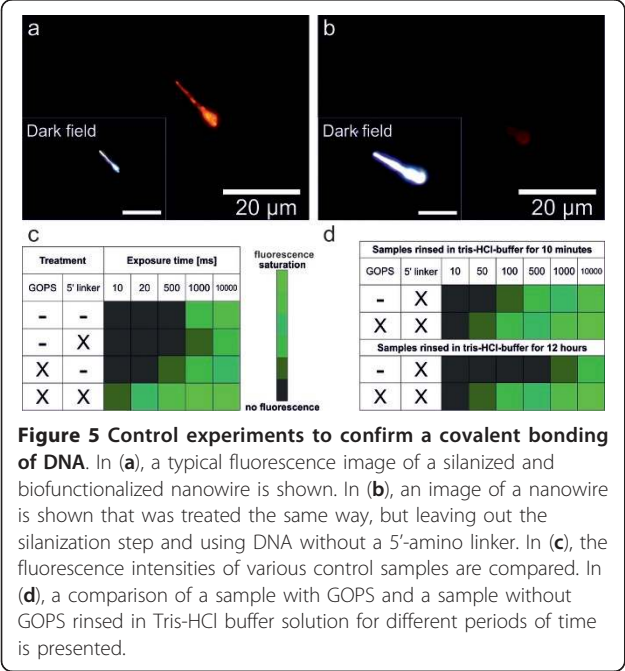 a
Dark field
20 µm
b
Dark field
20 µm
c
Treatment Exposure time [ms]
GOPS 5' linker 10 20 500 1000 10000
- -
- X
X -
X X
fluorescence
saturation
no fluorescence
d
Samples rinsed in tris-HCl-buffer for 10 minutes
GOPS 5' linker 10 50 100 500 1000 10000
- X
X X
Samples rinsed in tris-HCl-buffer for 12 hours
- X
X X
Figure 5 Control experiments to confirm a covalent bonding
of DNA. In (a), a typical fluorescence image of a silanized and
biofunctionalized nanowire is shown. In (b), an image of a nanowire
is shown that was treated the same way, but leaving out the
silanization step and using DNA without a 5'-amino linker. In (c), the
fluorescence intensities of various control samples are compared. In
(d), a comparison of a sample with GOPS and a sample without
GOPS rinsed in Tris-HCl buffer solution for different periods of time
is presented.